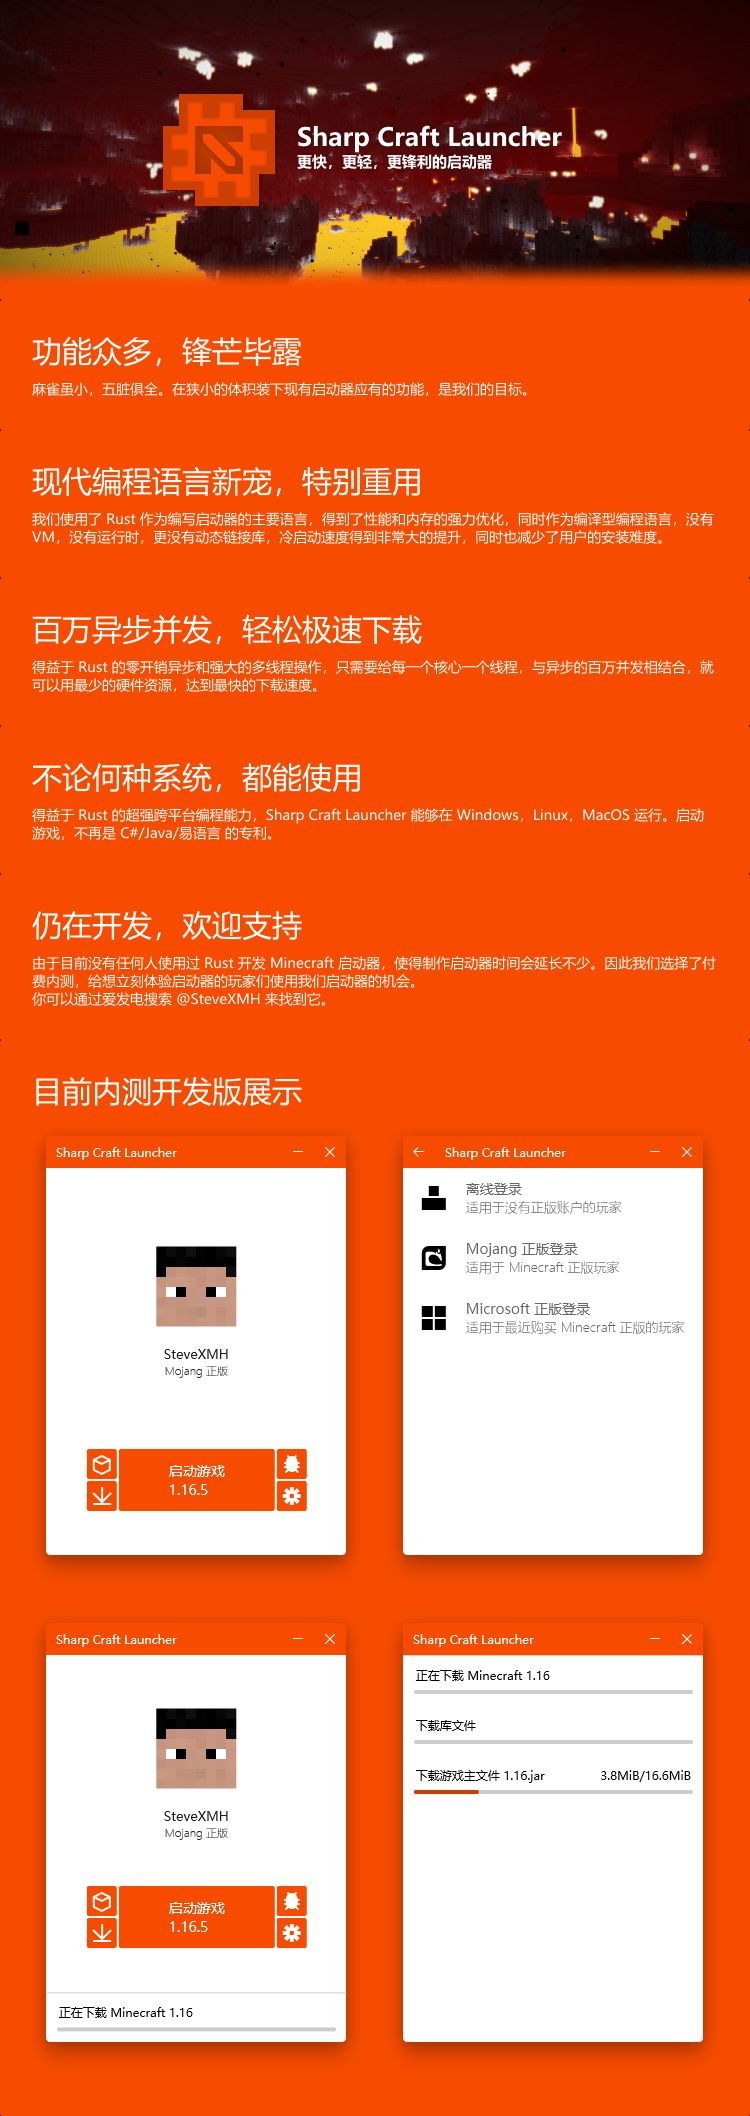 Sharp Craft Launcher
更快，更轻，更锋利的启动器
功能众多，锋芒毕露
麻雀虽小，五脏俱全。在狭小的体积装下现有启动器应有的功能，是我们的目标。
现代编程语言新宠，特别重用
我们使用了 Rust 作为编写启动器的主要语言，得到了性能和内存的强力优化，同时作为编译型编程语言，没有
VM，没有运行时，更没有动态链接库，冷启动速度得到非常大的提升，同时也减少了用户的安装难度。
百万异步并发，轻松极速下载
得益于 Rust 的零开销异步和强大的多线程操作，只需要给每一个核心一个线程，与异步的百万并发相结合，就
可以用最少的硬件资源，达到最快的下载速度。
不论何种系统，都能使用
得益于 Rust 的超强跨平台编程能力，Sharp Craft Launcher 能够在 Windows，Linux，MacOS 运行。启动
游戏，不再是 C#/Java/易语言 的专利。
仍在开发，欢迎支持
由于目前没有任何人使用过 Rust 开发 Minecraft 启动器，使得制作启动器时间会延长不少。因此我们选择了付
费内测，给想立刻体验启动器的玩家们使用我们启动器的机会。
你可以通过爱发电搜索 @SteveXMH 来找到它。
目前内测开发版展示
Sharp Craft Launcher
SteveXMH
Mojang 正版
启动游戏
1.16.5
Sharp Craft Launcher
离线登录
适用于没有正版账户的玩家
Mojang 正版登录
适用于 Minecraft 正版玩家
Microsoft 正版登录
适用于最近购买 Minecraft 正版的玩家
Sharp Craft Launcher
SteveXMH
Mojang 正版
启动游戏
1.16.5
正在下载 Minecraft 1.16
Sharp Craft Launcher
正在下载 Minecraft 1.16
下载库文件
下载游戏主文件 1.16.jar 3.8MiB/16.6MiB